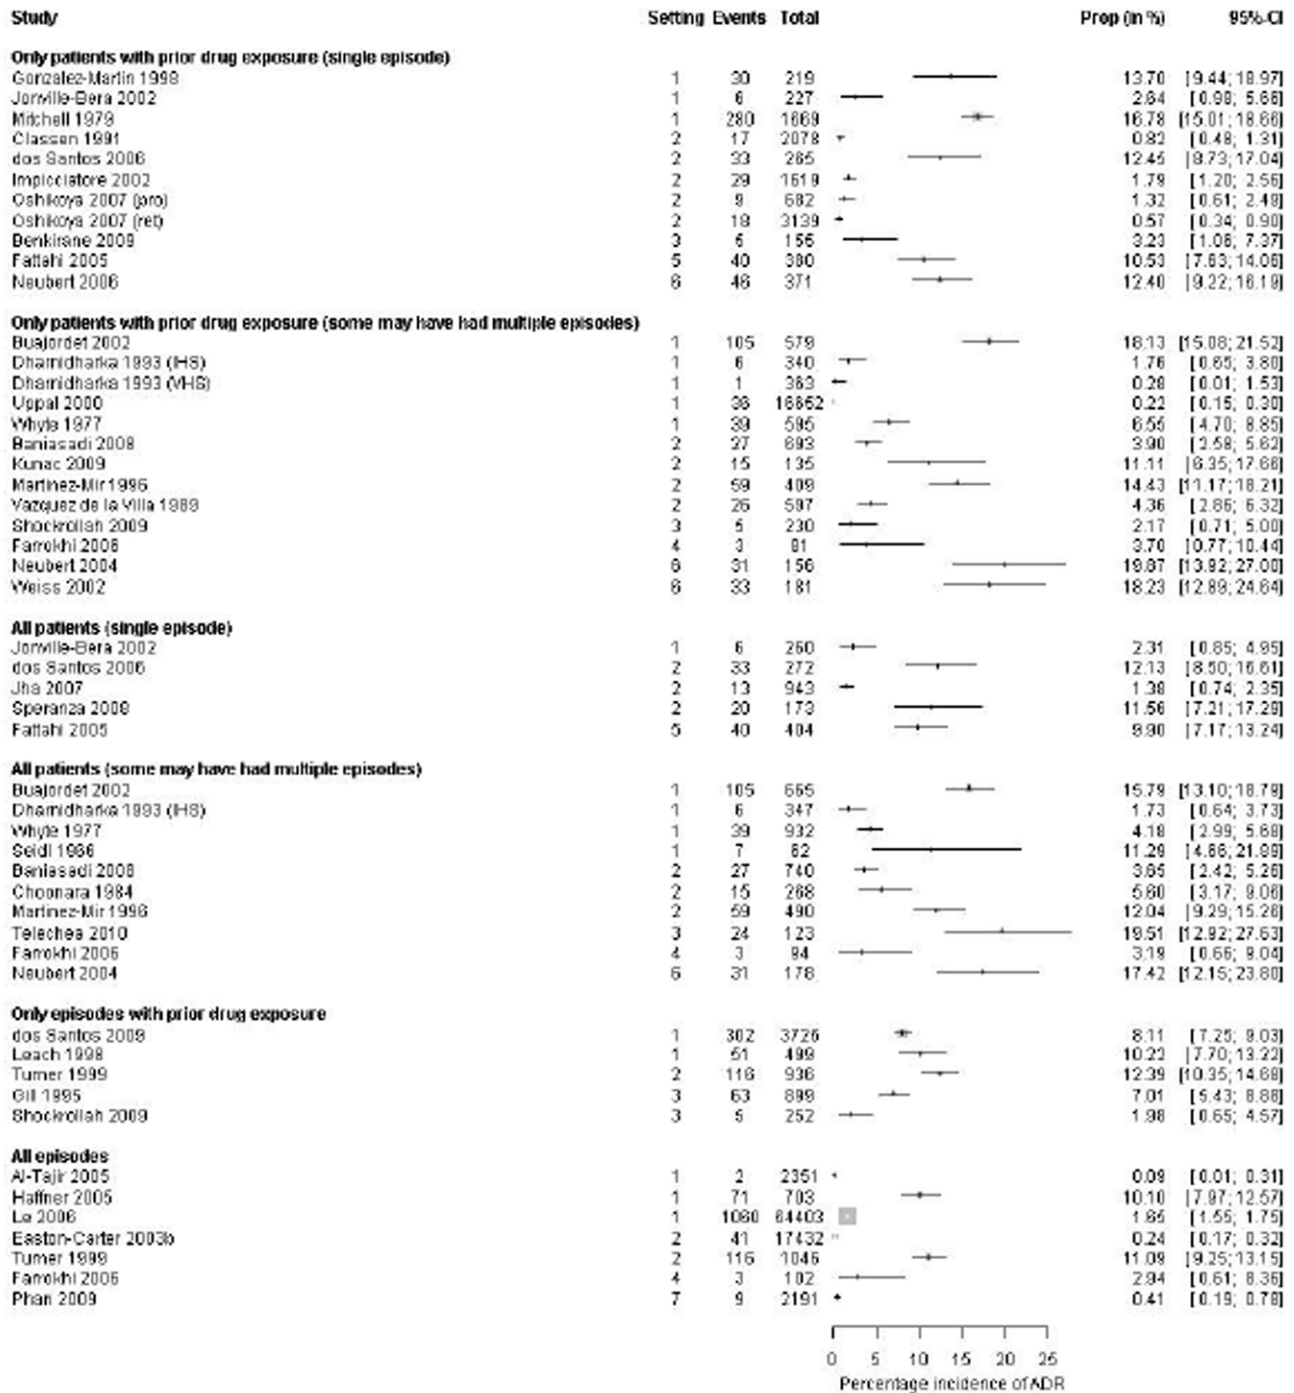 Study Setting Events Total Prop (in %) 95%-CI
Only patients with prior drug exposure (single episode)
Gonzalez-Martin 1998 1 30 219 13.70 [9.44; 18.97]
Jonville-Bera 2002 1 6 227 2.64 [0.98; 5.66]
Mitchell 1979 1 280 1669 16.78 [15.01; 18.66]
Classen 1991 2 17 2078 0.82 [0.48; 1.31]
dos Santos 2006 2 33 265 12.45 [8.73; 17.04]
Impicciatore 2002 2 29 1619 1.79 [1.20; 2.56]
Oshikoya 2007 (pro) 2 9 682 1.32 [0.61; 2.49]
Oshikoya 2007 (ret) 2 18 3139 0.57 [0.34; 0.90]
Benkirane 2009 3 5 155 3.23 [1.06; 7.37]
Fattahi 2005 5 40 380 10.53 [7.63; 14.06]
Neubert 2006 6 46 371 12.40 [9.22; 16.19]
Only patients with prior drug exposure (some may have had multiple episodes)
Buajordet 2002 1 105 579 18.13 [15.08; 21.52]
Dharnidharka 1993 (IHS) 1 6 340 1.76 [0.65; 3.80]
Dharnidharka 1993 (VHS) 1 1 363 0.28 [0.01; 1.53]
Uppal 2000 1 36 16652 0.22 [0.15; 0.30]
Whyte 1977 1 39 595 6.55 [4.70; 8.85]
Baniasadi 2008 2 27 693 3.90 [2.58; 5.62]
Kunac 2009 2 15 135 11.11 [6.35; 17.66]
Martinez-Mir 1996 2 59 409 14.43 [11.17; 18.21]
Vazquez de la Villa 1989 2 26 597 4.36 [2.86; 6.32]
Shockrollah 2009 3 5 230 2.17 [0.71; 5.00]
Farrokhi 2006 4 3 81 3.70 [0.77; 10.44]
Neubert 2004 6 31 156 19.87 [13.92; 27.00]
Weiss 2002 6 33 181 18.23 [12.89; 24.64]
All patients (single episode)
Jonville-Bera 2002 1 6 260 2.31 [0.85; 4.95]
dos Santos 2006 2 33 272 12.13 [8.50; 16.61]
Jha 2007 2 13 943 1.38 [0.74; 2.35]
Speranza 2008 2 20 173 11.56 [7.21; 17.29]
Fattahi 2005 5 40 404 9.90 [7.17; 13.24]
All patients (some may have had multiple episodes)
Buajordet 2002 1 105 665 15.79 [13.10; 18.79]
Dharnidharka 1993 (IHS) 1 6 347 1.73 [0.64; 3.73]
Whyte 1977 1 39 932 4.18 [2.99; 5.68]
Seidl 1966 1 7 62 11.29 [4.66; 21.89]
Baniasadi 2008 2 27 740 3.65 [2.42; 5.26]
Choonara 1984 2 15 268 5.60 [3.17; 9.06]
Martinez-Mir 1996 2 59 490 12.04 [9.29; 15.26]
Telechea 2010 3 24 123 19.51 [12.92; 27.63]
Farrokhi 2006 4 3 94 3.19 [0.66; 9.04]
Neubert 2004 6 31 178 17.42 [12.15; 23.80]
Only episodes with prior drug exposure
dos Santos 2009 1 302 3726 8.11 [7.25; 9.03]
Leach 1998 1 51 499 10.22 [7.70; 13.22]
Turner 1999 2 116 936 12.39 [10.35; 14.68]
Gill 1995 3 63 899 7.01 [5.43; 8.88]
Shockrollah 2009 3 5 252 1.98 [0.65; 4.57]
All episodes
Al-Tajir 2005 1 2 2351 0.09 [0.01; 0.31]
Haffner 2005 1 71 703 10.10 [7.97; 12.57]
Le 2006 1 1060 64403 1.65 [1.55; 1.75]
Easton-Carter 2003b 2 41 17432 0.24 [0.17; 0.32]
Turner 1999 2 116 1046 11.09 [9.25; 13.15]
Farrokhi 2006 4 3 102 2.94 [0.61; 8.36]
Phan 2009 7 9 2191 0.41 [0.19; 0.78]
0 5 10 15 20 25
Percentage incidence of ADR